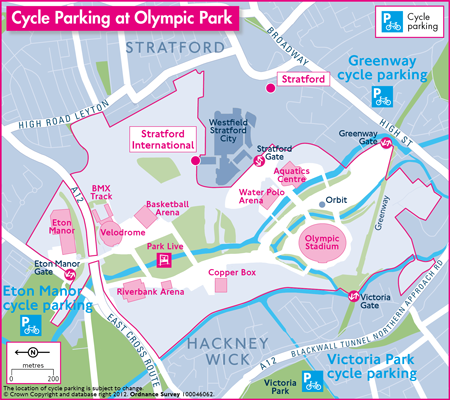 Cycle Parking at Olympic Park
P
Cycle
parking
STRATFORD
BROADWAY
Greenway
cycle parking
P
Stratford
HIGH ROAD LEYTON
Westfield
Stratford
City
HIGH ST
Stratford
International
Greenway
Gate
Stratford
Gate
A12
Aquatics
Centre
BMX
Track
Water Polo
Arena
Orbit
Greenway
Basketball
Arena
Eton
Manor
Velodrome
Park Live
Olympic
Stadium
Eton Manor
Gate
Copper Box
Eton Manor
cycle parking
P
Riverbank Arena
Victoria
Gate
EAST CROSS ROUTE
HACKNEY
WICK
A12
BLACKWALL TUNNEL NORTHERN APPROACH RD
Victoria Park
cycle parking
P
N
metres
0
200
The location of cycle parking is subject to change.
© Crown Copyright and database right 2012. Ordnance Survey 100046062.